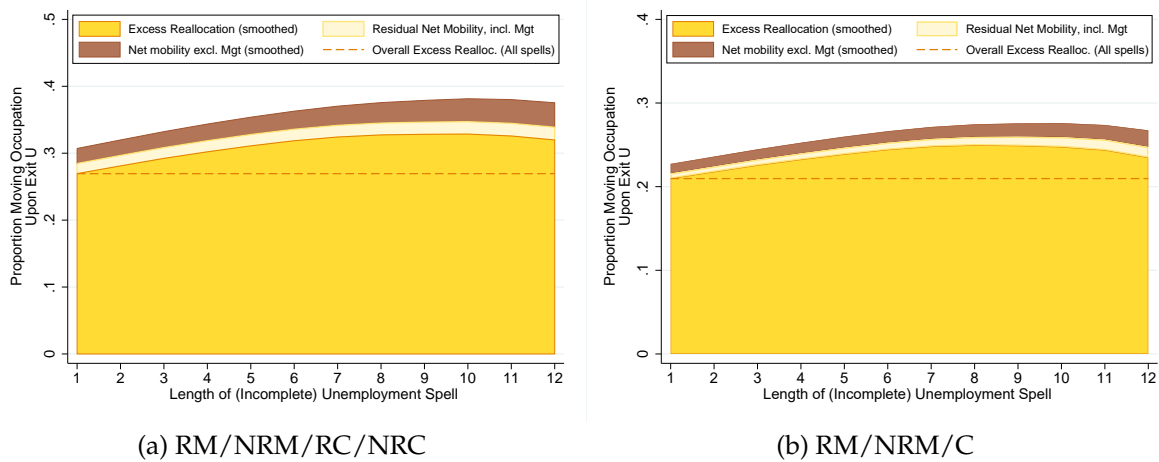 Excess Reallocation (smoothed)
Residual Net Mobility, incl. Mgt
Net mobility excl. Mgt (smoothed)
Overall Excess Realloc. (All spells)
Proportion Moving Occupation
Upon Exit U
.5
.4
.3
.2
.1
0
1 2 3 4 5 6 7 8 9 10 11 12
Length of (Incomplete) Unemployment Spell
(a) RM/NRM/RC/NRC
Excess Reallocation (smoothed)
Residual Net Mobility, incl. Mgt
Net mobility excl. Mgt (smoothed)
Overall Excess Realloc. (All spells)
Proportion Moving Occupation
Upon Exit U
.4
.3
.2
.1
0
1 2 3 4 5 6 7 8 9 10 11 12
Length of (Incomplete) Unemployment Spell
(b) RM/NRM/C